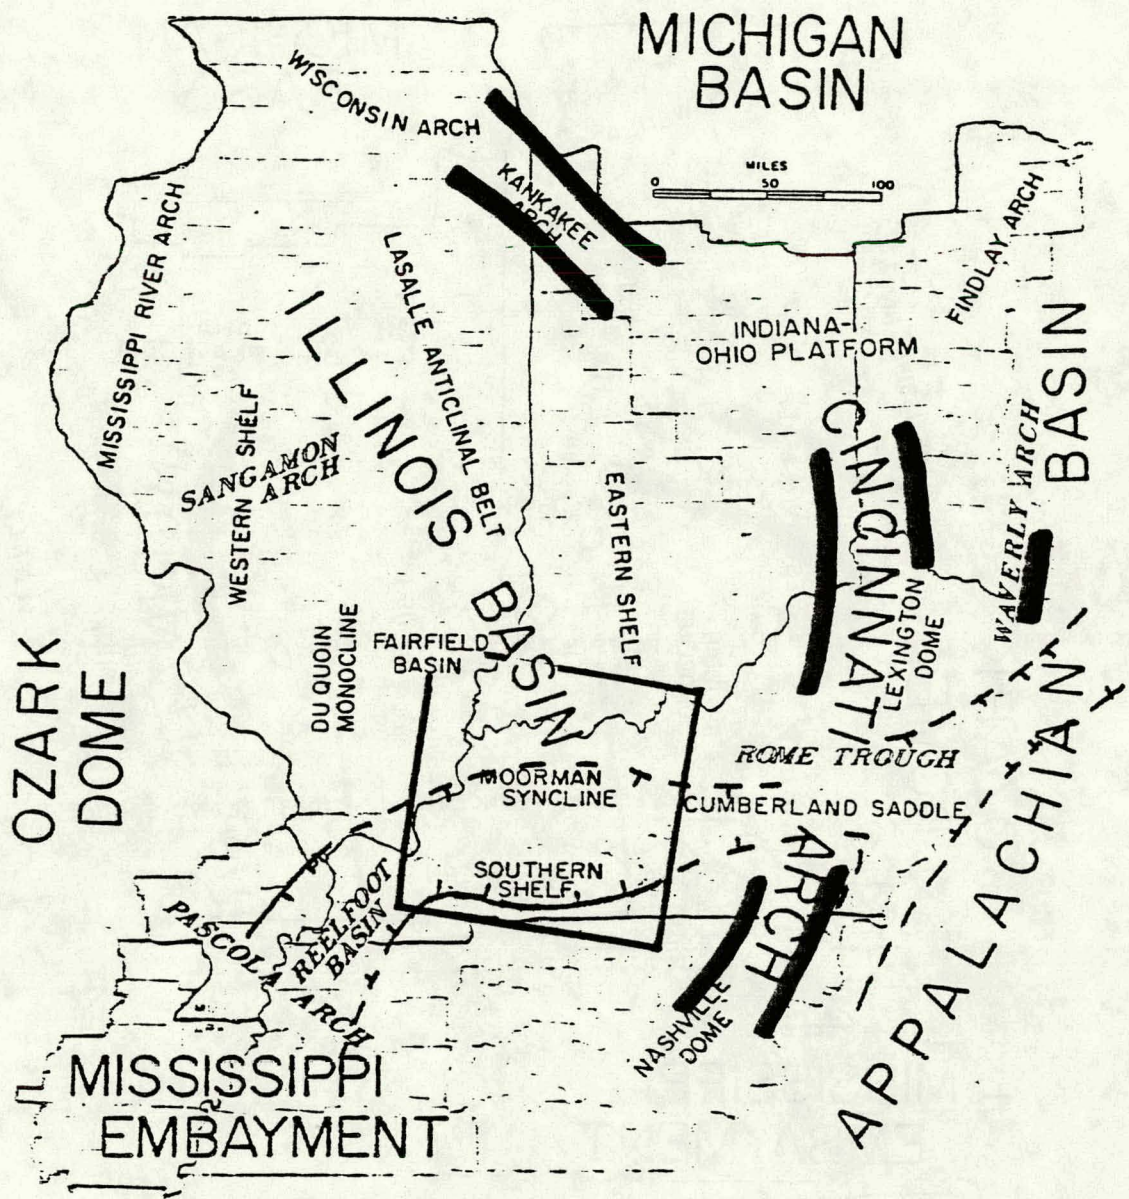 MICHIGAN
BASIN
WISCONSIN ARCH
MILES
0 50 100
KANKAKEE
ARCH
MISSISSIPPI RIVER ARCH
FINDLAY ARCH
LASALLE ANTICLINAL BELT
ILLINOIS BASIN
INDIANA-
OHIO PLATFORM
WESTERN SHELF
SANGAMON
ARCH
EASTERN SHELF
CINCINNATI ARCH
WAVERLY ARCH
APPALACHIAN BASIN
LEXINGTON
DOME
OZARK
DOME
DU QUOIN
MONOCLINE
FAIRFIELD
BASIN
ROME TROUGH
MOORMAN
SYNCLINE
CUMBERLAND SADDLE
SOUTHERN
SHELF
PASCOLA ARCH
REELFOOT
BASIN
NASHVILLE
DOME
MISSISSIPPI
EMBAYMENT